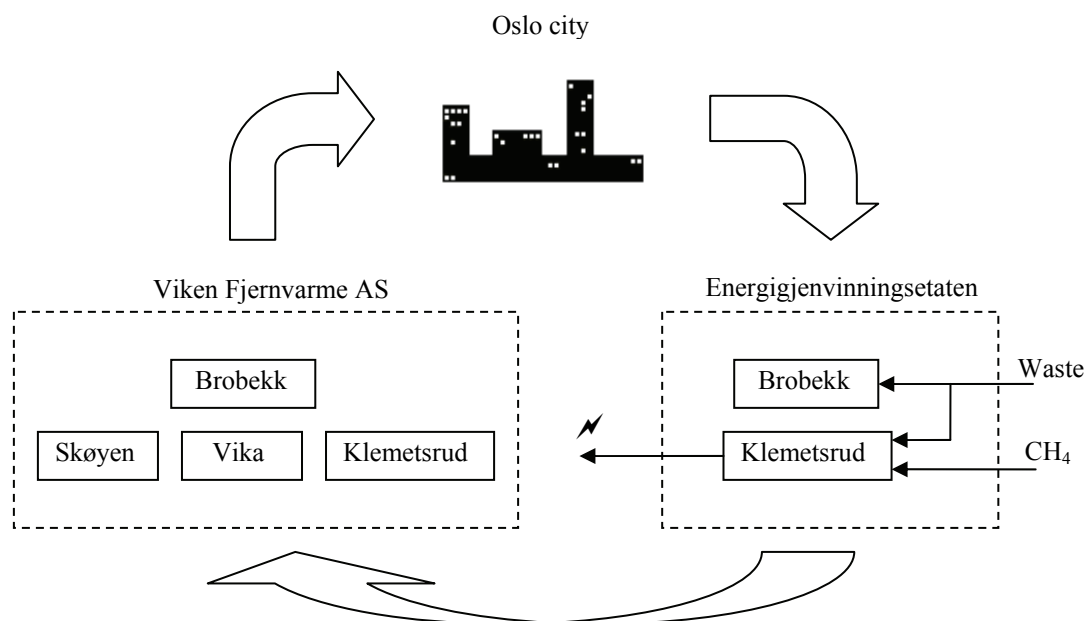 Oslo city
Viken Fjernvarme AS
Energigjenvinningsetaten
Brobekk
Brobekk
Waste
Skøyen
Vika
Klemetsrud
Klemetsrud
CH₄